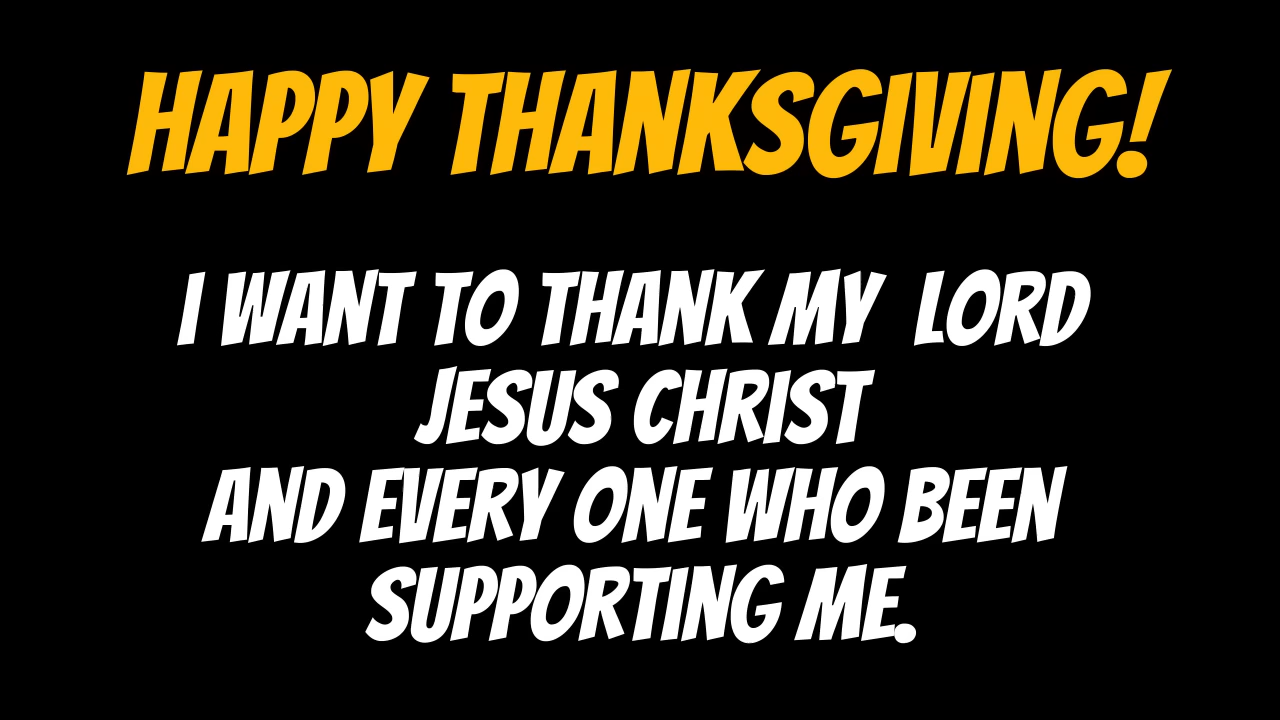 HAPPY THANKSGIVING!
I WANT TO THANK MY LORD
JESUS CHRIST
AND EVERY ONE WHO BEEN
SUPPORTING ME.